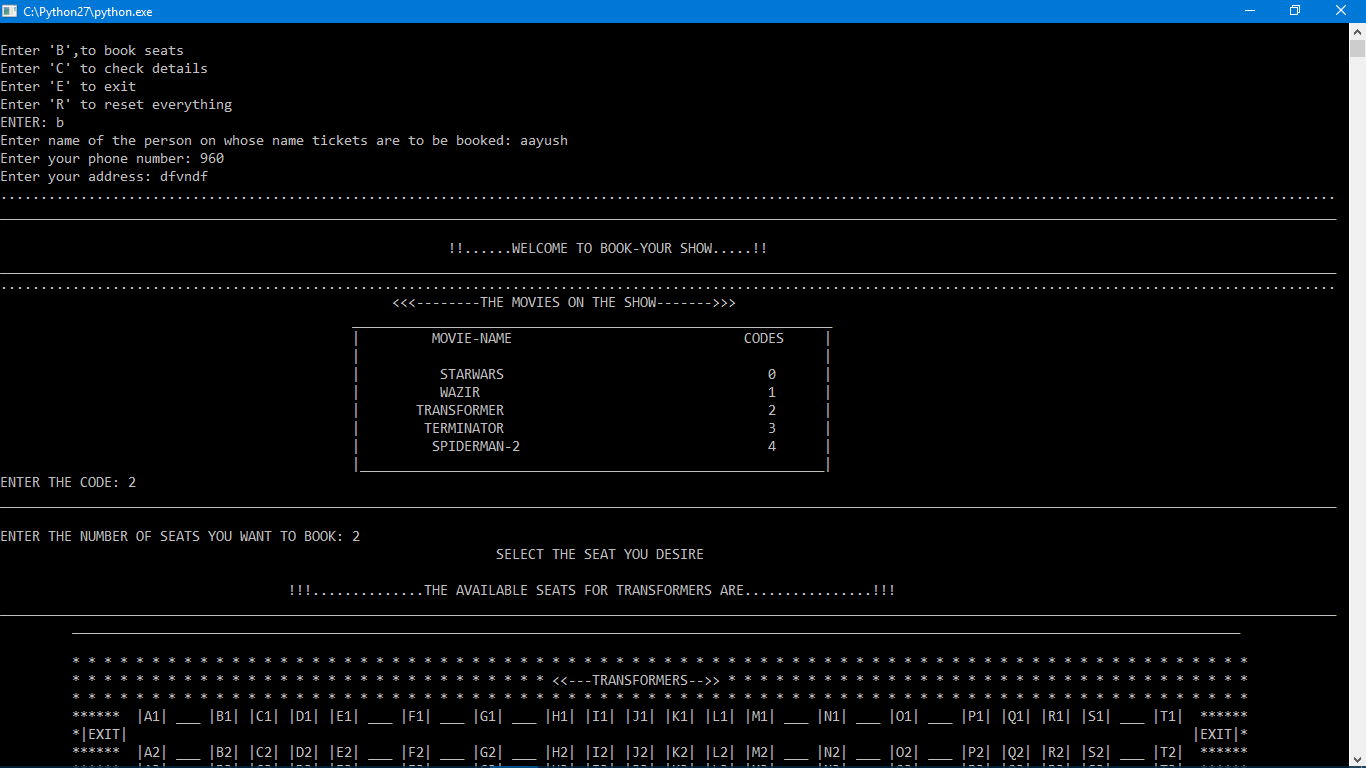 C:\Python27\python.exe
Enter 'B',to book seats
Enter 'C' to check details
Enter 'E' to exit
Enter 'R' to reset everything
ENTER: b
Enter name of the person on whose name tickets are to be booked: aayush
Enter your phone number: 960
Enter your address: dfvndf
!!......WELCOME TO BOOK-YOUR SHOW.....!!
<<<--------THE MOVIES ON THE SHOW------->>>
| MOVIE-NAME CODES |
| STARWARS 0 |
| WAZIR 1 |
| TRANSFORMER 2 |
| TERMINATOR 3 |
| SPIDERMAN-2 4 |
ENTER THE CODE: 2
ENTER THE NUMBER OF SEATS YOU WANT TO BOOK: 2
SELECT THE SEAT YOU DESIRE
!!!..............THE AVAILABLE SEATS FOR TRANSFORMERS ARE................!!!
* * * * * * * * * * * * * * * * * * * * * * * * * * * * * * * * * * * * * * * * * * * * * * * * * * * * * * * * * * * * * * * * * * * * * * * * * *
* * * * * * * * * * * * * * * * * * * * * * * * * * * * * * <<---TRANSFORMERS-->> * * * * * * * * * * * * * * * * * * * * * * * * * * * * * * * * *
* * * * * * * * * * * * * * * * * * * * * * * * * * * * * * * * * * * * * * * * * * * * * * * * * * * * * * * * * * * * * * * * * * * * * * * * * *
****** |A1| ___ |B1| |C1| |D1| |E1| ___ |F1| ___ |G1| ___ |H1| |I1| |J1| |K1| |L1| |M1| ___ |N1| ___ |O1| ___ |P1| |Q1| |R1| |S1| ___ |T1| ******
*|EXIT| |EXIT|*
****** |A2| ___ |B2| |C2| |D2| |E2| ___ |F2| ___ |G2| ___ |H2| |I2| |J2| |K2| |L2| |M2| ___ |N2| ___ |O2| ___ |P2| |Q2| |R2| |S2| ___ |T2| ******